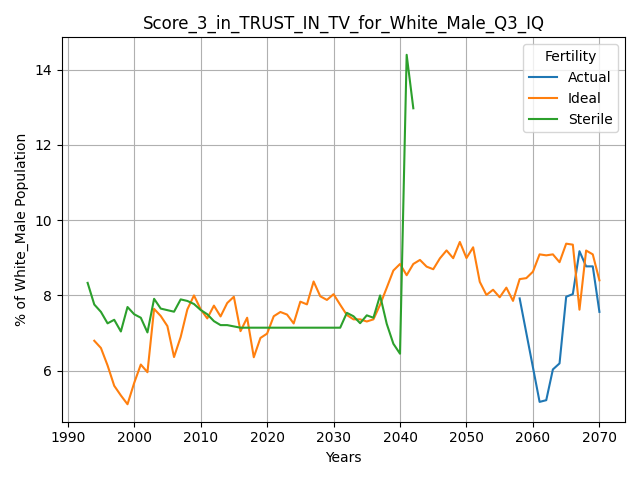 Score_3_in_TRUST_IN_TV_for_White_Male_Q3_IQ
% of White_Male Population
14
12
10
8
6
Fertility
Actual
Ideal
Sterile
1990 2000 2010 2020 2030 2040 2050 2060 2070
Years